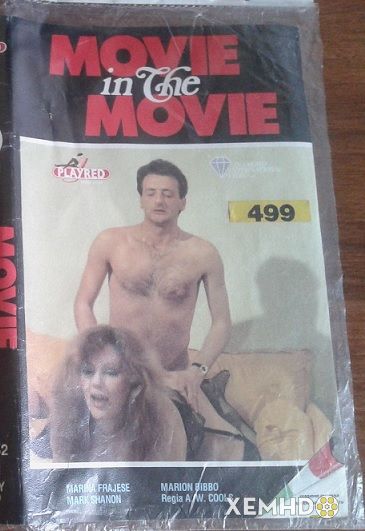 MOVIE
in The
MOVIE
PLAYRED
499
MOVIE
MARINA FRAJESE
MARK SHANON
MARION BIBBO
Regia A. W. COOLS
XEMHD